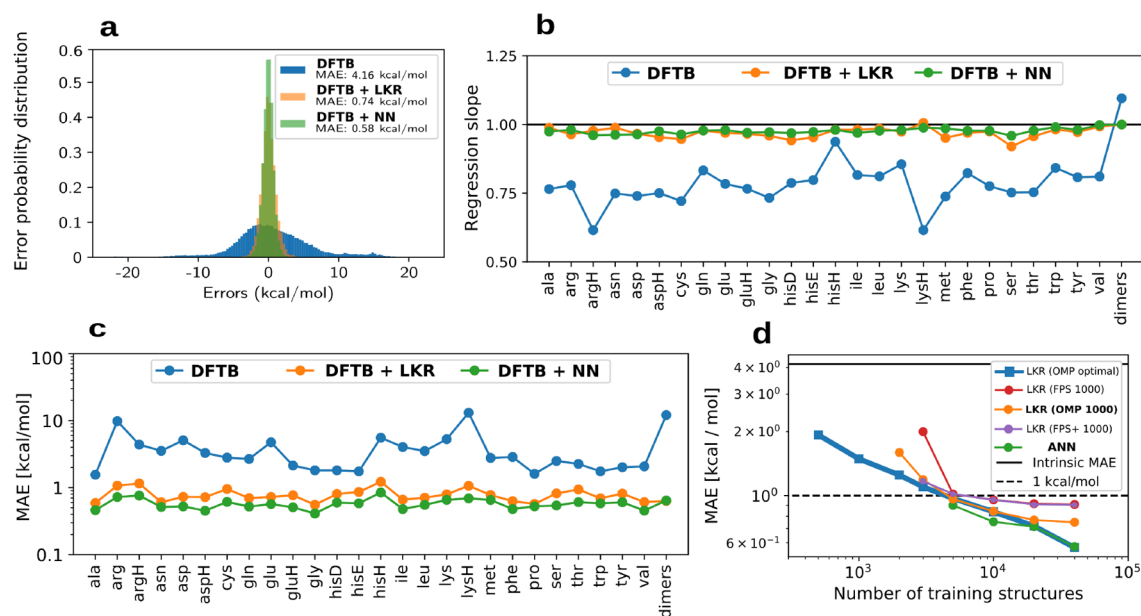 a
Error probability distribution
0.6
0.5
0.4
0.3
0.2
0.1
0
DFTB
MAE: 4.16 kcal/mol
DFTB + LKR
MAE: 0.74 kcal/mol
DFTB + NN
MAE: 0.58 kcal/mol
-20
-10
0
10
20
Errors (kcal/mol)
b
Regression slope
1.25
1.00
0.75
0.50
DFTB
DFTB + LKR
DFTB + NN
ala
arg
argH
asn
asp
aspH
cys
gln
glu
gluH
gly
hisD
hisE
hisH
ile
leu
lys
lysH
met
phe
pro
ser
thr
trp
tyr
val
dimers
c
MAE [kcal/mol]
100
10
1
0.1
DFTB
DFTB + LKR
DFTB + NN
ala
arg
argH
asn
asp
aspH
cys
gln
glu
gluH
gly
hisD
hisE
hisH
ile
leu
lys
lysH
met
phe
pro
ser
thr
trp
tyr
val
dimers
d
MAE [kcal / mol]
4 × 10⁰
3 × 10⁰
2 × 10⁰
10⁰
6 × 10⁻¹
LKR (OMP optimal)
LKR (FPS 1000)
LKR (OMP 1000)
LKR (FPS+ 1000)
ANN
Intrinsic MAE
1 kcal/mol
10³
10⁴
10⁵
Number of training structures